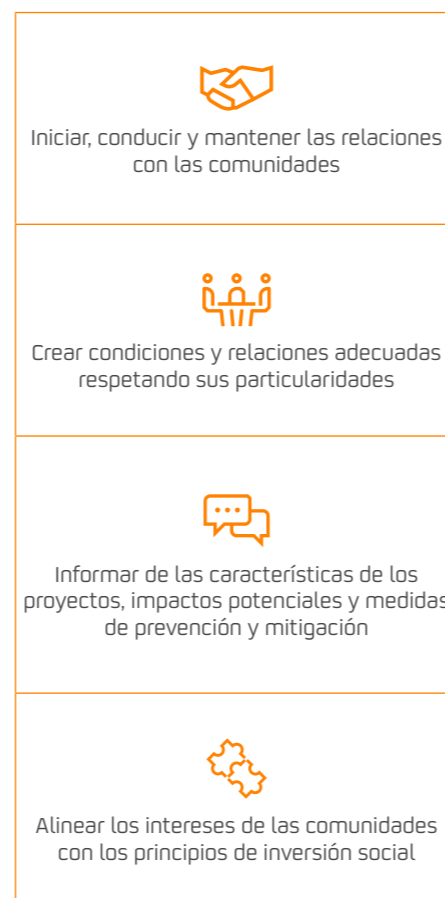 Iniciar, conducir y mantener las relaciones
con las comunidades
Crear condiciones y relaciones adecuadas
respetando sus particularidades
Informar de las características de los
proyectos, impactos potenciales y medidas
de prevención y mitigación
Alinear los intereses de las comunidades
con los principios de inversión social